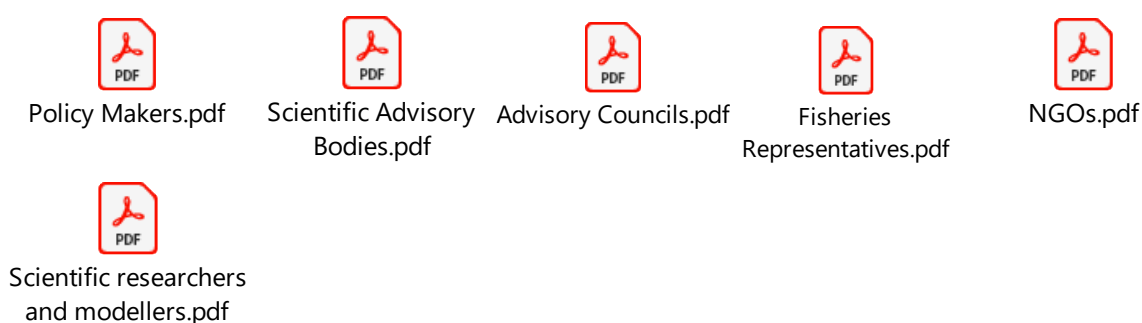 PDF
Policy Makers.pdf
PDF
Scientific Advisory
Bodies.pdf
PDF
Advisory Councils.pdf
PDF
Fisheries
Representatives.pdf
PDF
NGOs.pdf
PDF
Scientific researchers
and modellers.pdf